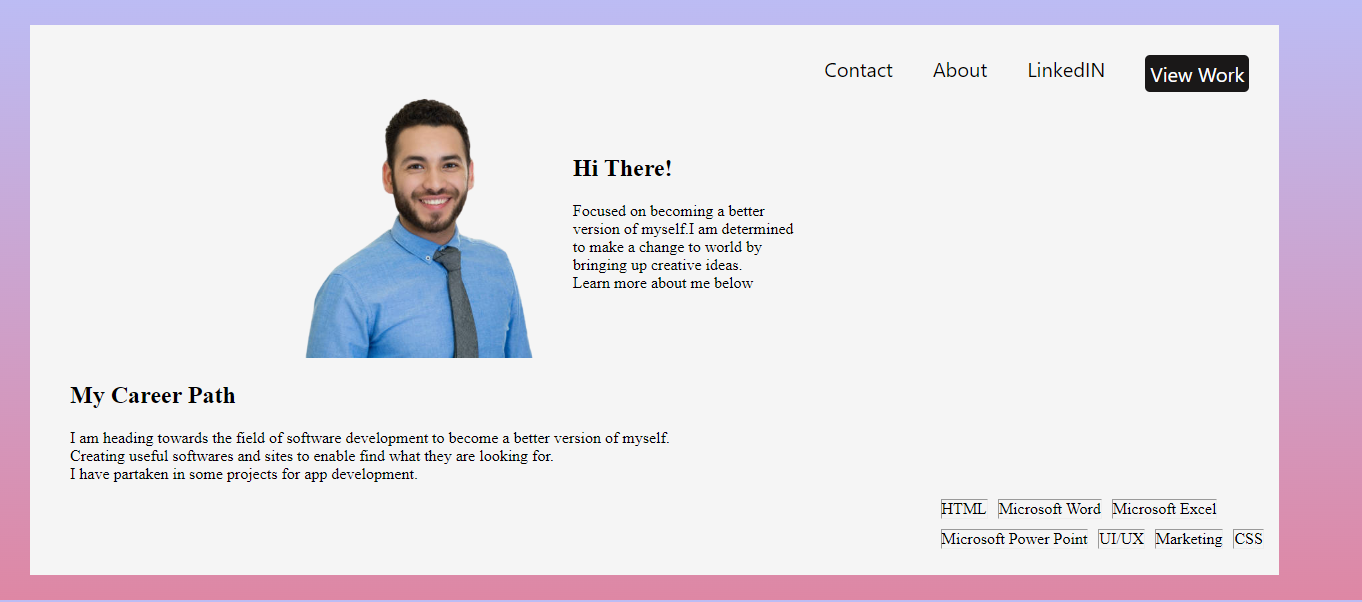 Contact About LinkedIN View Work
Hi There!
Focused on becoming a better
version of myself.I am determined
to make a change to world by
bringing up creative ideas.
Learn more about me below
My Career Path
I am heading towards the field of software development to become a better version of myself.
Creating useful softwares and sites to enable find what they are looking for.
I have partaken in some projects for app development.
HTML Microsoft Word Microsoft Excel
Microsoft Power Point UI/UX Marketing CSS